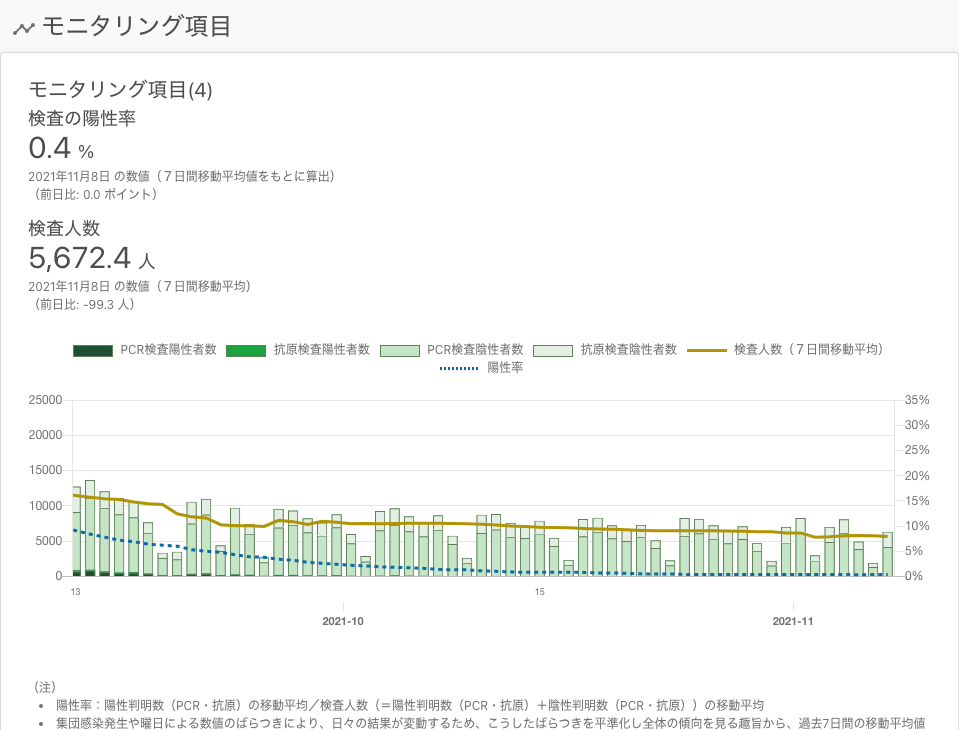 モニタリング項目
モニタリング項目(4)
検査の陽性率
0.4 %
2021年11月8日 の数値（７日間移動平均値をもとに算出）
（前日比: 0.0 ポイント）
検査人数
5,672.4 人
2021年11月8日 の数値（７日間移動平均）
（前日比: -99.3 人）
PCR検査陽性者数 抗原検査陽性者数 PCR検査陰性者数 抗原検査陰性者数 検査人数（７日間移動平均）
陽性率
25000 35%
30%
20000
25%
15000 20%
15%
10000
10%
5000 5%
0 0%
13 15
2021-10 2021-11
（注）
• 陽性率：陽性判明数（PCR・抗原）の移動平均／検査人数（＝陽性判明数（PCR・抗原）＋陰性判明数（PCR・抗原））の移動平均
• 集団感染発生や曜日による数値のばらつきにより、日々の結果が変動するため、こうしたばらつきを平準化し全体の傾向を見る趣旨から、過去7日間の移動平均値